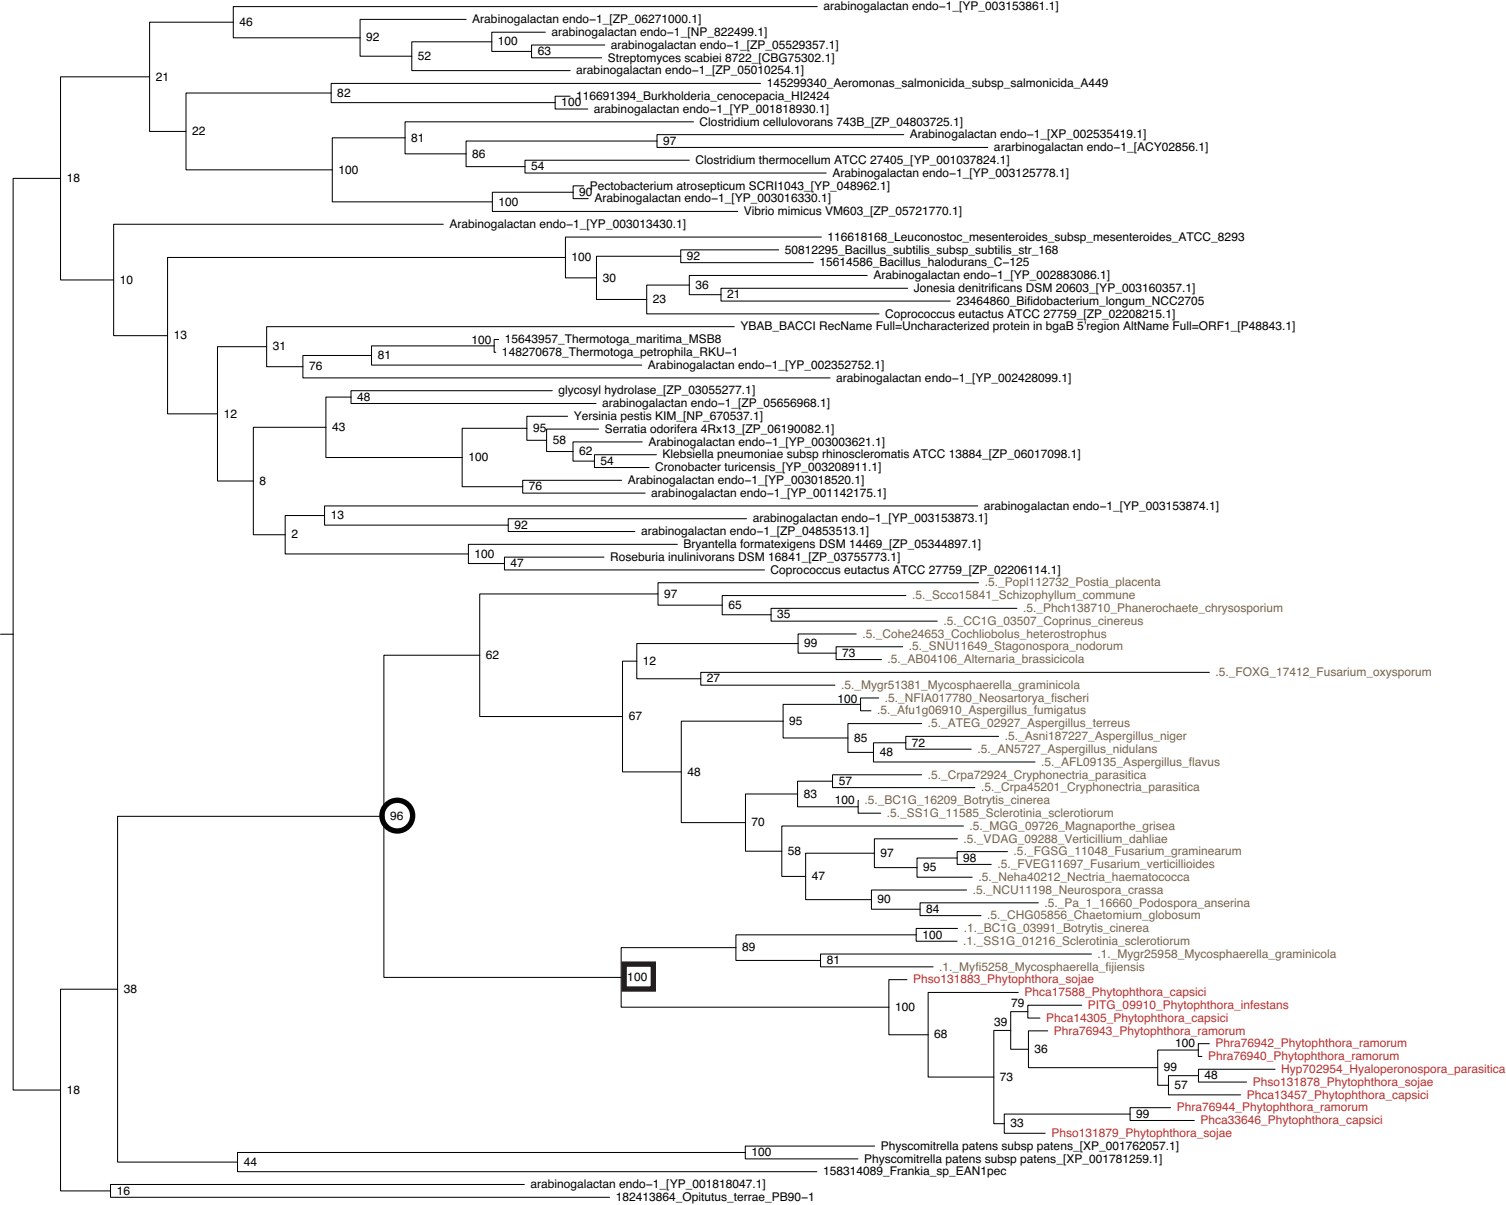 arabinogalactan endo−1_[YP_003153861.1]
46
Arabinogalactan endo−1_[ZP_06271000.1]
92
arabinogalactan endo−1_[NP_822499.1]
100
arabinogalactan endo−1_[ZP_05529357.1]
63
52
Streptomyces scabiei 8722_[CBG75302.1]
arabinogalactan endo−1_[ZP_05010254.1]
21
145299340_Aeromonas_salmonicida_subsp_salmonicida_A449
82
116691394_Burkholderia_cenocepacia_HI2424
100
arabinogalactan endo−1_[YP_001818930.1]
22
Clostridium cellulovorans 743B_[ZP_04803725.1]
81
Arabinogalactan endo−1_[XP_002535419.1]
97
ararbinogalactan endo−1_[ACY02856.1]
86
Clostridium thermocellum ATCC 27405_[YP_001037824.1]
54
Arabinogalactan endo−1_[YP_003125778.1]
100
18
Pectobacterium atrosepticum SCRI1043_[YP_048962.1]
90
Arabinogalactan endo−1_[YP_003016330.1]
100
Vibrio mimicus VM603_[ZP_05721770.1]
Arabinogalactan endo−1_[YP_003013430.1]
116618168_Leuconostoc_mesenteroides_subsp_mesenteroides_ATCC_8293
100
50812295_Bacillus_subtilis_subsp_subtilis_str_168
92
15614586_Bacillus_halodurans_C−125
30
10
Arabinogalactan endo−1_[YP_002883086.1]
36
Jonesia denitrificans DSM 20603_[YP_003160357.1]
21
23
23464860_Bifidobacterium_longum_NCC2705
Coprococcus eutactus ATCC 27759_[ZP_02208215.1]
13
YBAB_BACCI RecName Full=Uncharacterized protein in bgaB 5'region AltName Full=ORF1_[P48843.1]
31
15643957_Thermotoga_maritima_MSB8
100
148270678_Thermotoga_petrophila_RKU−1
81
76
Arabinogalactan endo−1_[YP_002352752.1]
arabinogalactan endo−1_[YP_002428099.1]
12
glycosyl hydrolase_[ZP_03055277.1]
48
arabinogalactan endo−1_[ZP_05656968.1]
43
Yersinia pestis KIM_[NP_670537.1]
95
Serratia odorifera 4Rx13_[ZP_06190082.1]
58
Arabinogalactan endo−1_[YP_003003621.1]
62
Klebsiella pneumoniae subsp rhinoscleromatis ATCC 13884_[ZP_06017098.1]
54
100
Cronobacter turicensis_[YP_003208911.1]
8
Arabinogalactan endo−1_[YP_003018520.1]
76
arabinogalactan endo−1_[YP_001142175.1]
arabinogalactan endo−1_[YP_003153874.1]
13
arabinogalactan endo−1_[YP_003153873.1]
92
2
arabinogalactan endo−1_[ZP_04853513.1]
Bryantella formatexigens DSM 14469_[ZP_05344897.1]
100
Roseburia inulinivorans DSM 16841_[ZP_03755773.1]
47
Coprococcus eutactus ATCC 27759_[ZP_02206114.1]
.5._Popl112732_Postia_placenta
97
.5._Scco15841_Schizophyllum_commune
65
.5._Phch138710_Phanerochaete_chrysosporium
35
.5._CC1G_03507_Coprinus_cinereus
62
.5._Cohe24653_Cochliobolus_heterostrophus
99
.5._SNU11649_Stagonospora_nodorum
73
12
.5._AB04106_Alternaria_brassicicola
.5._FOXG_17412_Fusarium_oxysporum
27
.5._Mygr51381_Mycosphaerella_graminicola
67
.5._NFIA017780_Neosartorya_fischeri
100
.5._Afu1g06910_Aspergillus_fumigatus
95
.5._ATEG_02927_Aspergillus_terreus
85
.5._Asni187227_Aspergillus_niger
72
48
.5._AN5727_Aspergillus_nidulans
.5._AFL09135_Aspergillus_flavus
48
.5._Crpa72924_Cryphonectria_parasitica
57
.5._Crpa45201_Cryphonectria_parasitica
83
.5._BC1G_16209_Botrytis_cinerea
100
.5._SS1G_11585_Sclerotinia_sclerotiorum
96
70
.5._MGG_09726_Magnaporthe_grisea
.5._VDAG_09288_Verticillium_dahliae
58
97
.5._FGSG_11048_Fusarium_graminearum
98
95
.5._FVEG11697_Fusarium_verticillioides
47
.5._Neha40212_Nectria_haematococca
.5._NCU11198_Neurospora_crassa
90
.5._Pa_1_16660_Podospora_anserina
84
.5._CHG05856_Chaetomium_globosum
.1._BC1G_03991_Botrytis_cinerea
100
.1._SS1G_01216_Sclerotinia_sclerotiorum
89
.1._Mygr25958_Mycosphaerella_graminicola
81
.1._Myfi5258_Mycosphaerella_fijiensis
100
Phso131883_Phytophthora_sojae
38
Phca17588_Phytophthora_capsici
100
PITG_09910_Phytophthora_infestans
79
Phca14305_Phytophthora_capsici
39
Phra76943_Phytophthora_ramorum
68
36
Phra76942_Phytophthora_ramorum
100
Phra76940_Phytophthora_ramorum
99
Hyp702954_Hyaloperonospora_parasitica
48
73
Phso131878_Phytophthora_sojae
57
18
Phca13457_Phytophthora_capsici
Phra76944_Phytophthora_ramorum
99
33
Phca33646_Phytophthora_capsici
Phso131879_Phytophthora_sojae
Physcomitrella patens subsp patens_[XP_001762057.1]
100
Physcomitrella patens subsp patens_[XP_001781259.1]
44
158314089_Frankia_sp_EAN1pec
arabinogalactan endo−1_[YP_001818047.1]
16
182413864_Opitutus_terrae_PB90−1